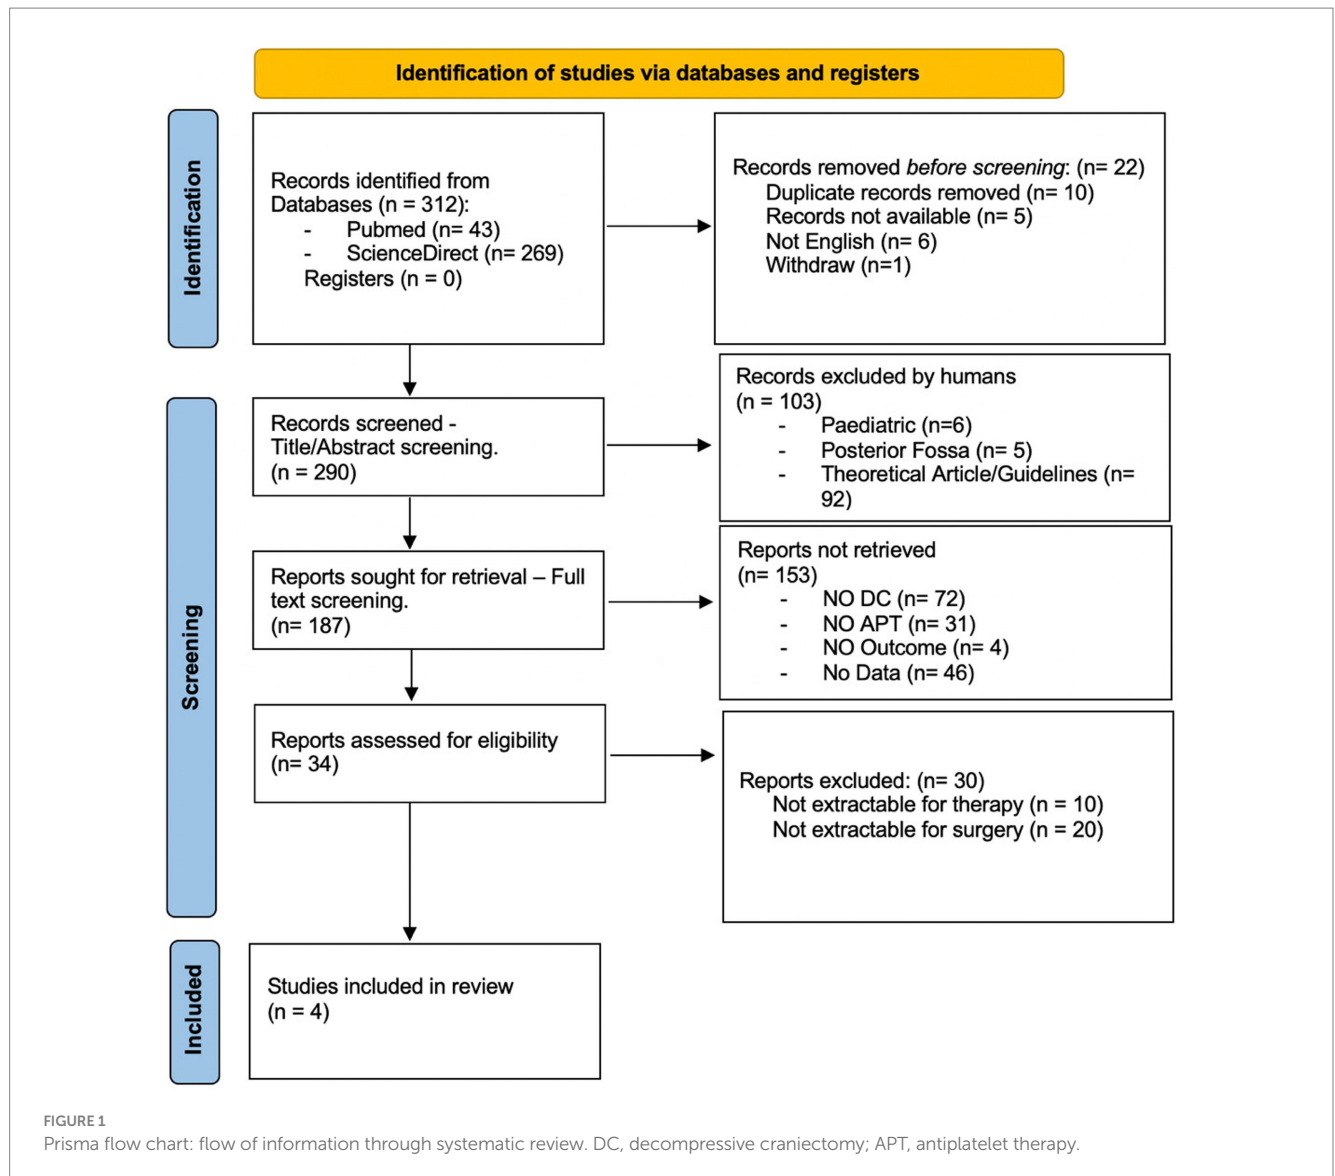 Identification of studies via databases and registers
Identification
Records identified from
Databases (n = 312):
- Pubmed (n= 43)
- ScienceDirect (n= 269)
Registers (n = 0)
Records removed before screening: (n= 22)
Duplicate records removed (n= 10)
Records not available (n= 5)
Not English (n= 6)
Withdraw (n=1)
Screening
Records screened -
Title/Abstract screening.
(n = 290)
Records excluded by humans
(n = 103)
- Paediatric (n=6)
- Posterior Fossa (n= 5)
- Theoretical Article/Guidelines (n=
92)
Reports sought for retrieval – Full
text screening.
(n= 187)
Reports not retrieved
(n= 153)
- NO DC (n= 72)
- NO APT (n= 31)
- NO Outcome (n= 4)
- No Data (n= 46)
Reports assessed for eligibility
(n= 34)
Reports excluded: (n= 30)
Not extractable for therapy (n = 10)
Not extractable for surgery (n = 20)
Included
Studies included in review
(n = 4)
FIGURE 1
Prisma flow chart: flow of information through systematic review. DC, decompressive craniectomy; APT, antiplatelet therapy.